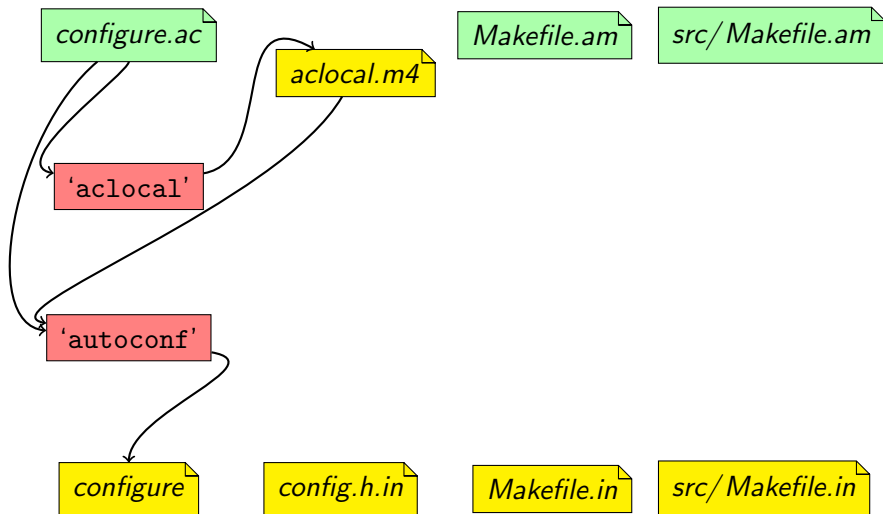 configure.ac
aclocal.m4
Makefile.am
src/Makefile.am
‘aclocal’
‘autoconf’
configure
config.h.in
Makefile.in
src/Makefile.in